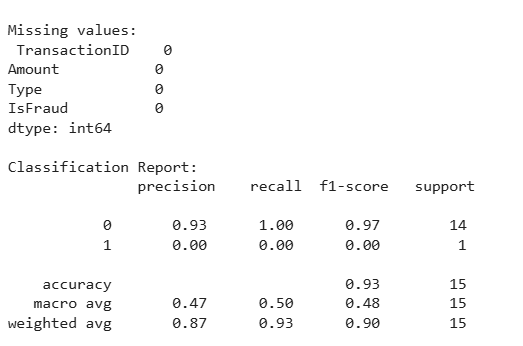 Missing values:
 TransactionID    0
Amount           0
Type             0
IsFraud          0
dtype: int64
Classification Report:
              precision    recall  f1-score   support
           0       0.93      1.00      0.97        14
           1       0.00      0.00      0.00         1
    accuracy                           0.93        15
   macro avg       0.47      0.50      0.48        15
weighted avg       0.87      0.93      0.90        15